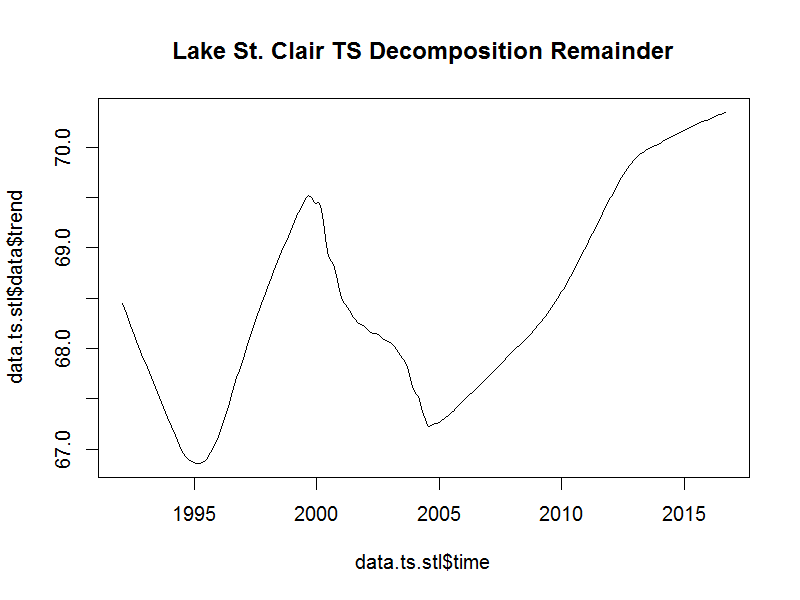 Lake St. Clair TS Decomposition Remainder
data.ts.stl$data$trend
70.0
69.0
68.0
67.0
1995 2000 2005 2010 2015
data.ts.stl$time